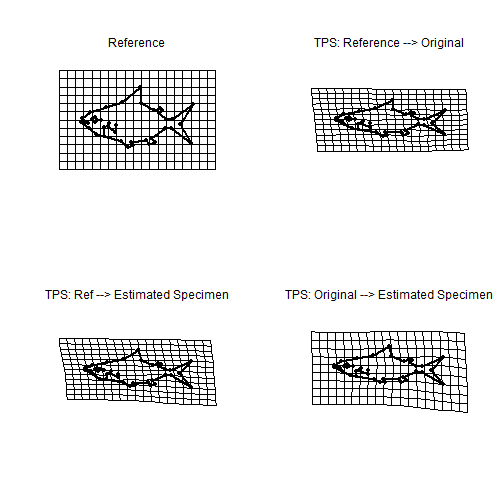 Reference
TPS: Reference --> Original
TPS: Ref --> Estimated Specimen
TPS: Original --> Estimated Specimen